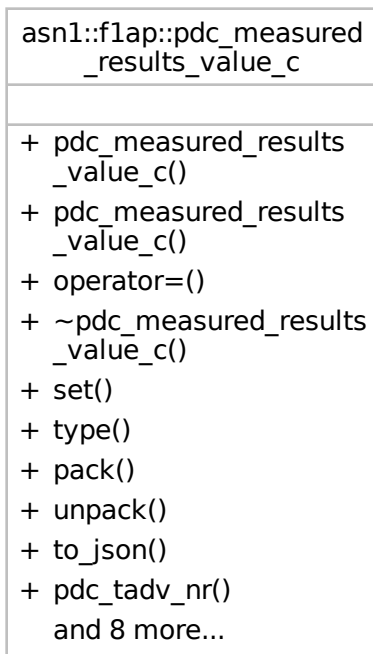 asn1::f1ap::pdc_measured
_results_value_c
+ pdc_measured_results
_value_c()
+ pdc_measured_results
_value_c()
+ operator=()
+ ~pdc_measured_results
_value_c()
+ set()
+ type()
+ pack()
+ unpack()
+ to_json()
+ pdc_tadv_nr()
and 8 more...